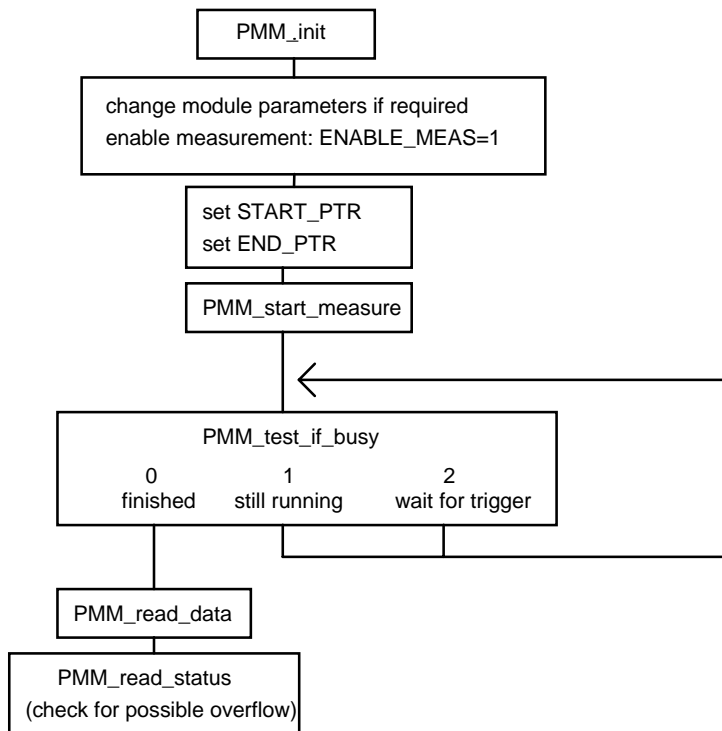 PMM_init
change module parameters if required
enable measurement: ENABLE_MEAS=1
set START_PTR
set END_PTR
PMM_start_measure
PMM_test_if_busy
0 1 2
finished still running wait for trigger
PMM_read_data
PMM_read_status
(check for possible overflow)